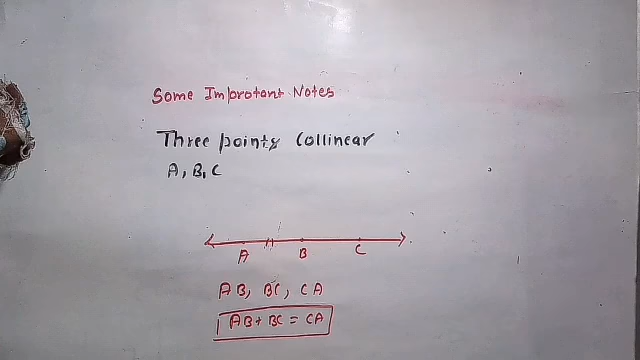 Some Improtant Notes
Three points Collinear
A, B, C
A B C
AB, BC, CA
AB + BC = CA